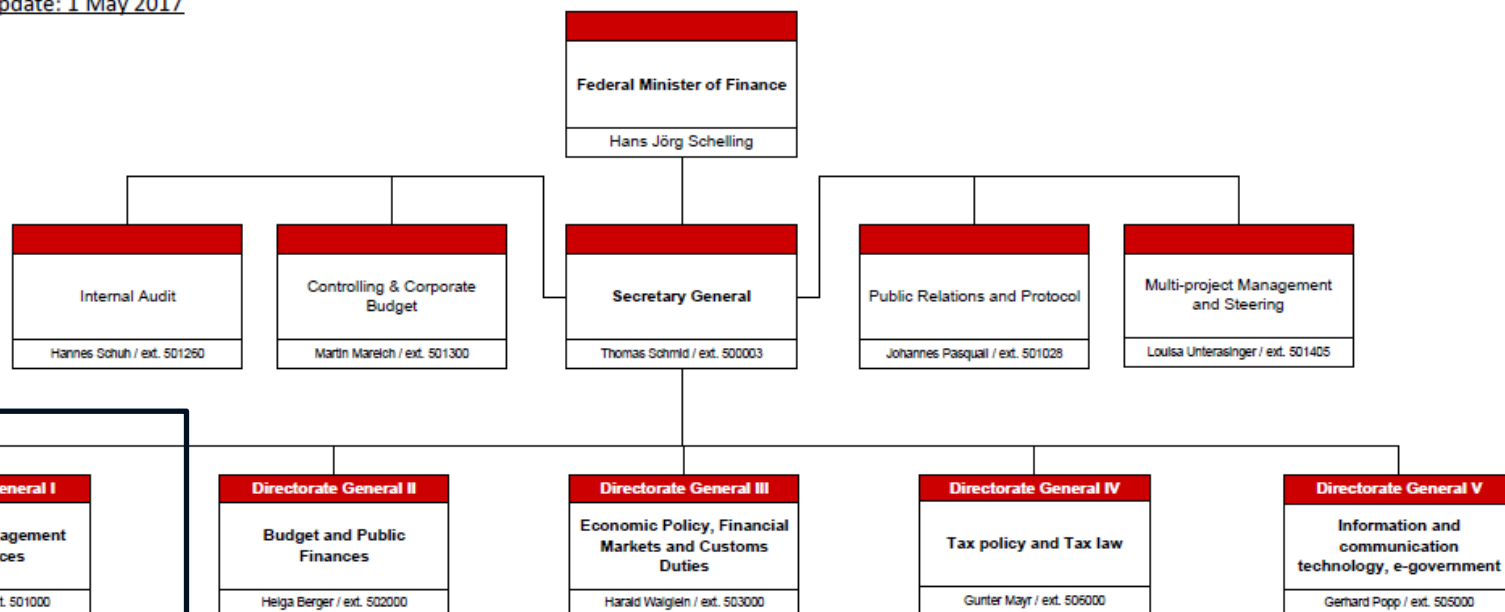 update: 1 May 2017
Federal Minister of Finance
Hans Jörg Schelling
Internal Audit
Hannes Schuh / ext. 501260
Controlling & Corporate
Budget
Martin Mareich / ext. 501300
Secretary General
Thomas Schmid / ext. 500003
Public Relations and Protocol
Johannes Pasquali / ext. 501028
Multi-project Management
and Steering
Louisa Unterasinger / ext. 501405
eneral I
agement
ces
t. 501000
Directorate General II
Budget and Public
Finances
Helga Berger / ext. 502000
Directorate General III
Economic Policy, Financial
Markets and Customs
Duties
Harald Waiglein / ext. 503000
Directorate General IV
Tax policy and Tax law
Gunter Mayr / ext. 506000
Directorate General V
Information and
communication
technology, e-government
Gerhard Popp / ext. 505000